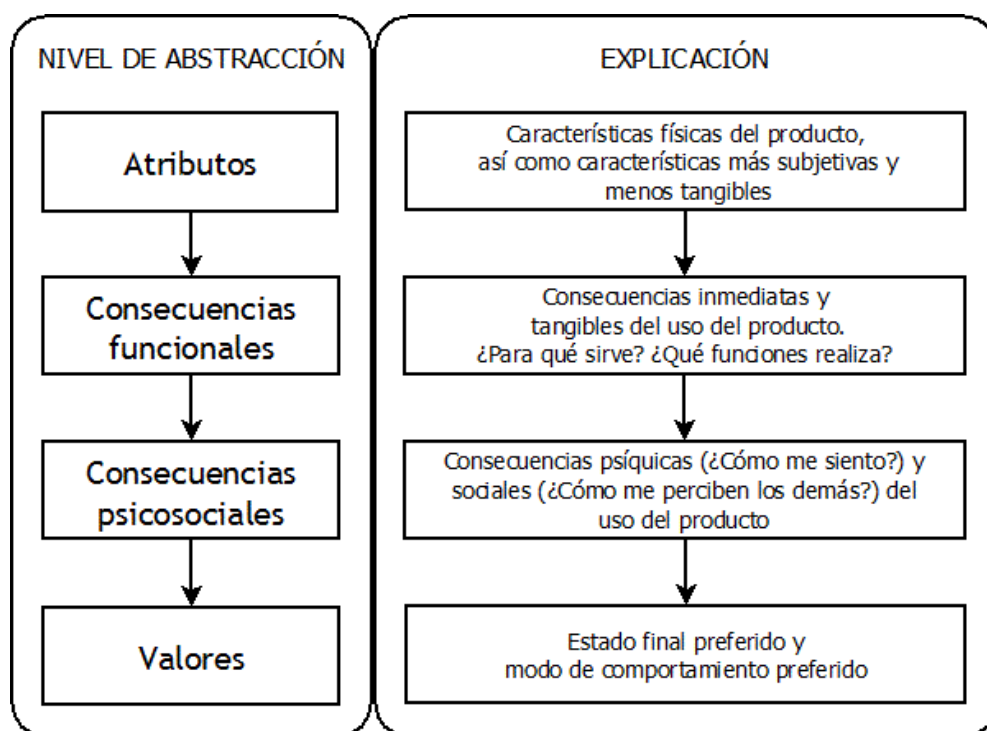 NIVEL DE ABSTRACCIÓN
EXPLICACIÓN
Atributos
Características físicas del producto,
así como características más subjetivas y
menos tangibles
Consecuencias
funcionales
Consecuencias inmediatas y
tangibles del uso del producto.
¿Para qué sirve? ¿Qué funciones realiza?
Consecuencias
psicosociales
Consecuencias psíquicas (¿Cómo me siento?) y
sociales (¿Cómo me perciben los demás?) del
uso del producto
Valores
Estado final preferido y
modo de comportamiento preferido